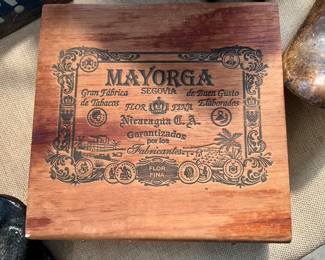 MAYORGA
SEGOVIA
Gran Fábrica de Buen Gusto
de Tabacos FLOR FINA Elaborados
Nicaragua C. A.
Garantizados
por los
Fabricantes
FLOR
FINA